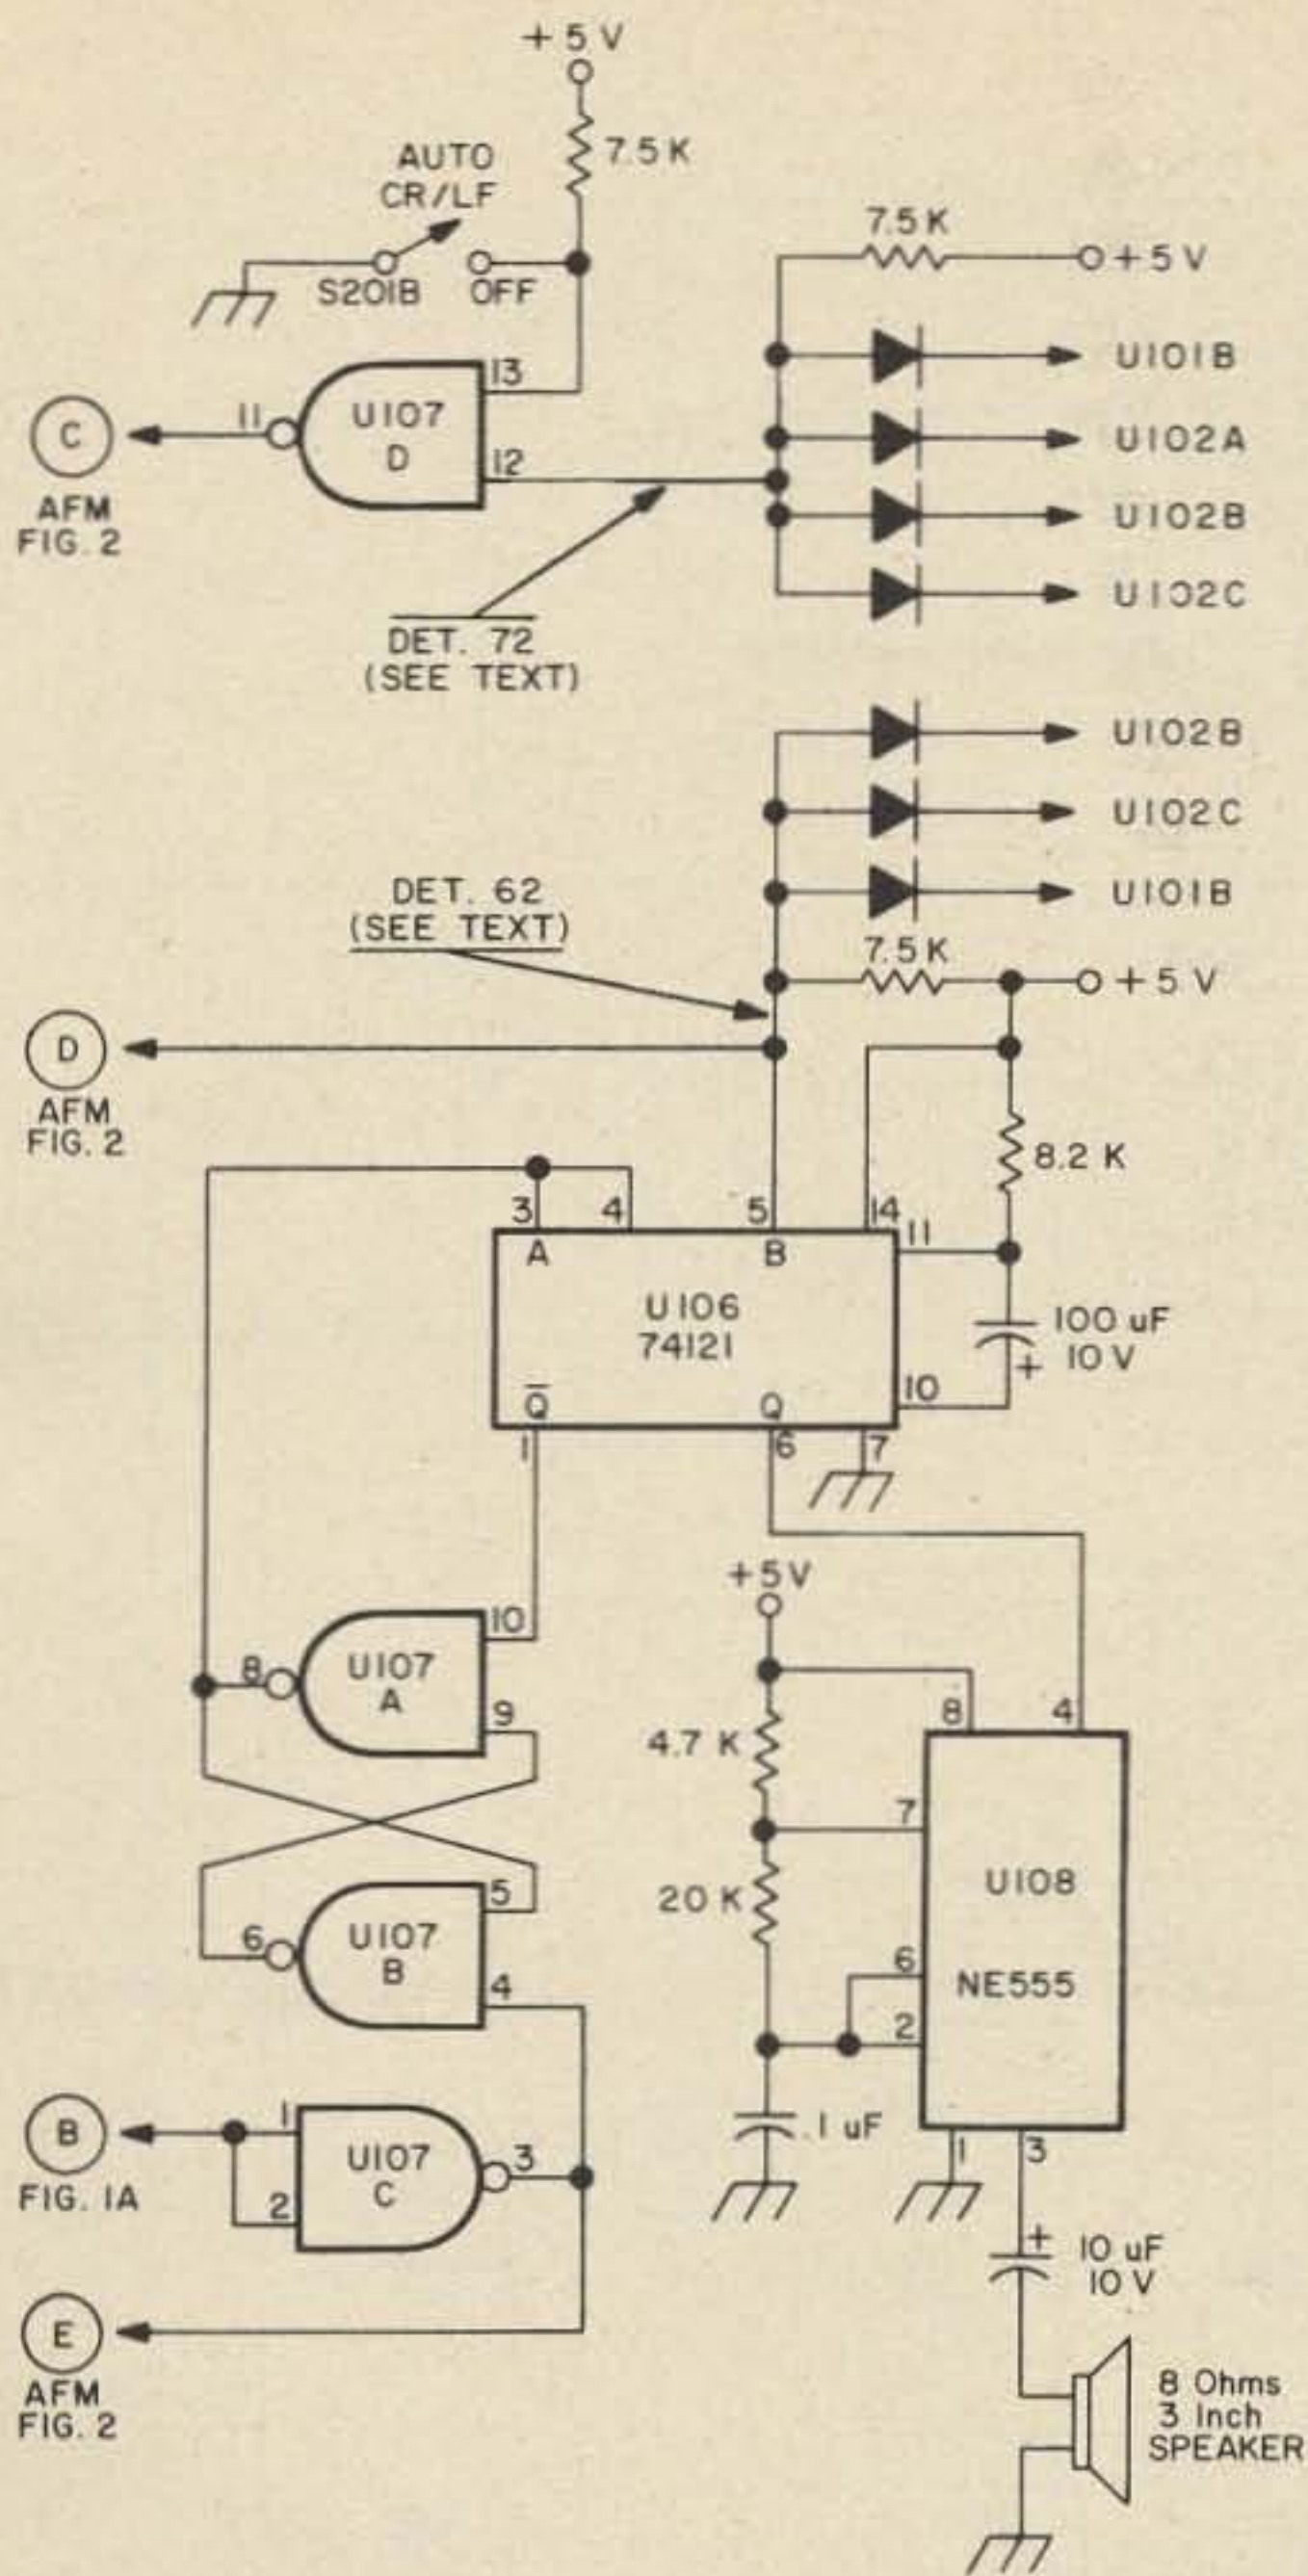 +5 V
7.5 K
AUTO
CR/LF
S201B OFF
7.5 K
+5 V
U101B
U102A
U102B
U102C
13
12
11
U107
D
C
AFM
FIG. 2
DET. 72
(SEE TEXT)
U102B
U102C
U101B
DET. 62
(SEE TEXT)
7.5 K
+5 V
D
AFM
FIG. 2
8.2 K
3 4 5 14
A B
11
U106
74121
100 uF
+ 10 V
10
Q Q
1 6 7
+5 V
10
8
U107
A
9
8 4
4.7 K
7
5
U108
20 K
6
U107
B
4
6
NE555
2
B
FIG. 1A
1
2
U107
C
3
.1 uF
1 3
+ 10 uF
10 V
E
AFM
FIG. 2
8 Ohms
3 Inch
SPEAKER